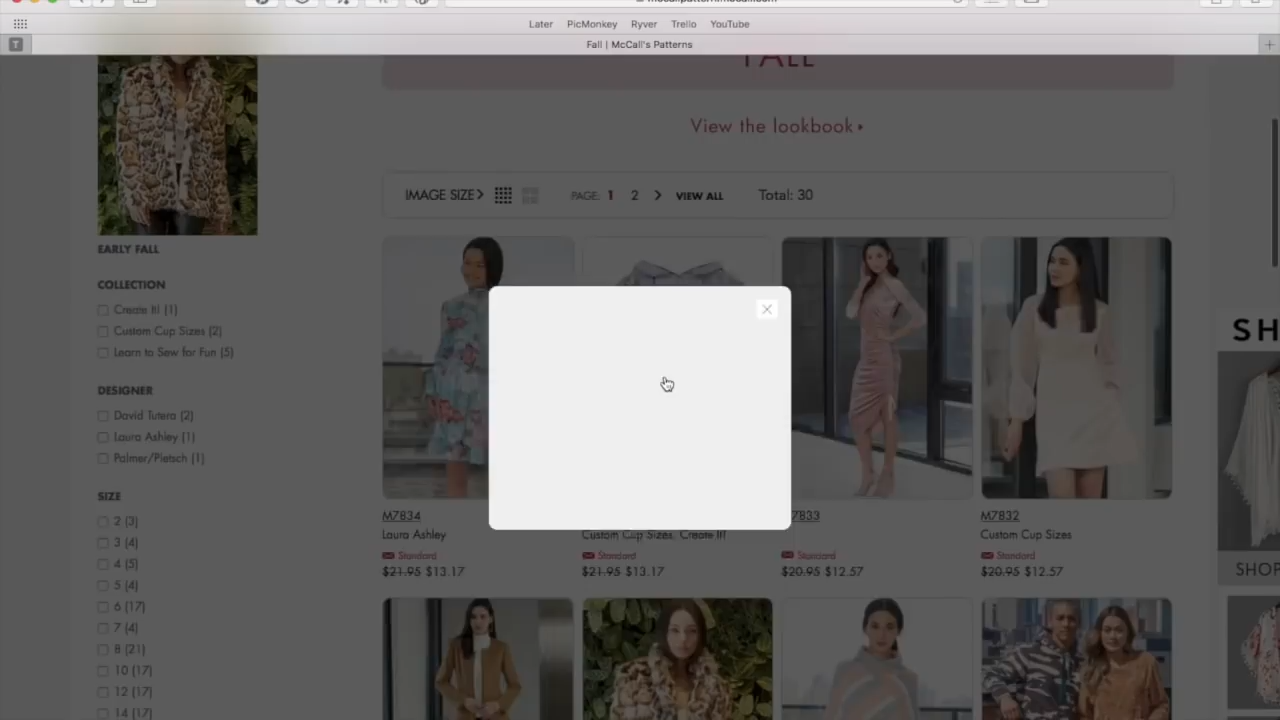 Later PicMonkey Ryver Trello YouTube
T Fall | McCall's Patterns
FALL
View the lookbook
IMAGE SIZE PAGE: 1 2 VIEW ALL Total: 30
EARLY FALL
COLLECTION
Create It! (1)
Custom Cup Sizes (2)
Learn to Sew for Fun (5)
DESIGNER
David Tutera (2)
Laura Ashley (1)
Palmer/Pletsch (1)
SIZE
2 (3)
3 (4)
4 (5)
5 (4)
6 (17)
7 (4)
8 (21)
10 (17)
12 (17)
14 (17)
M7834
Laura Ashley
Standard
$21.95 $13.17
Custom Cup Sizes, Create It!
Standard
$21.95 $13.17
7833
Standard
$20.95 $12.57
M7832
Custom Cup Sizes
Standard
$20.95 $12.57
SH
SHOP